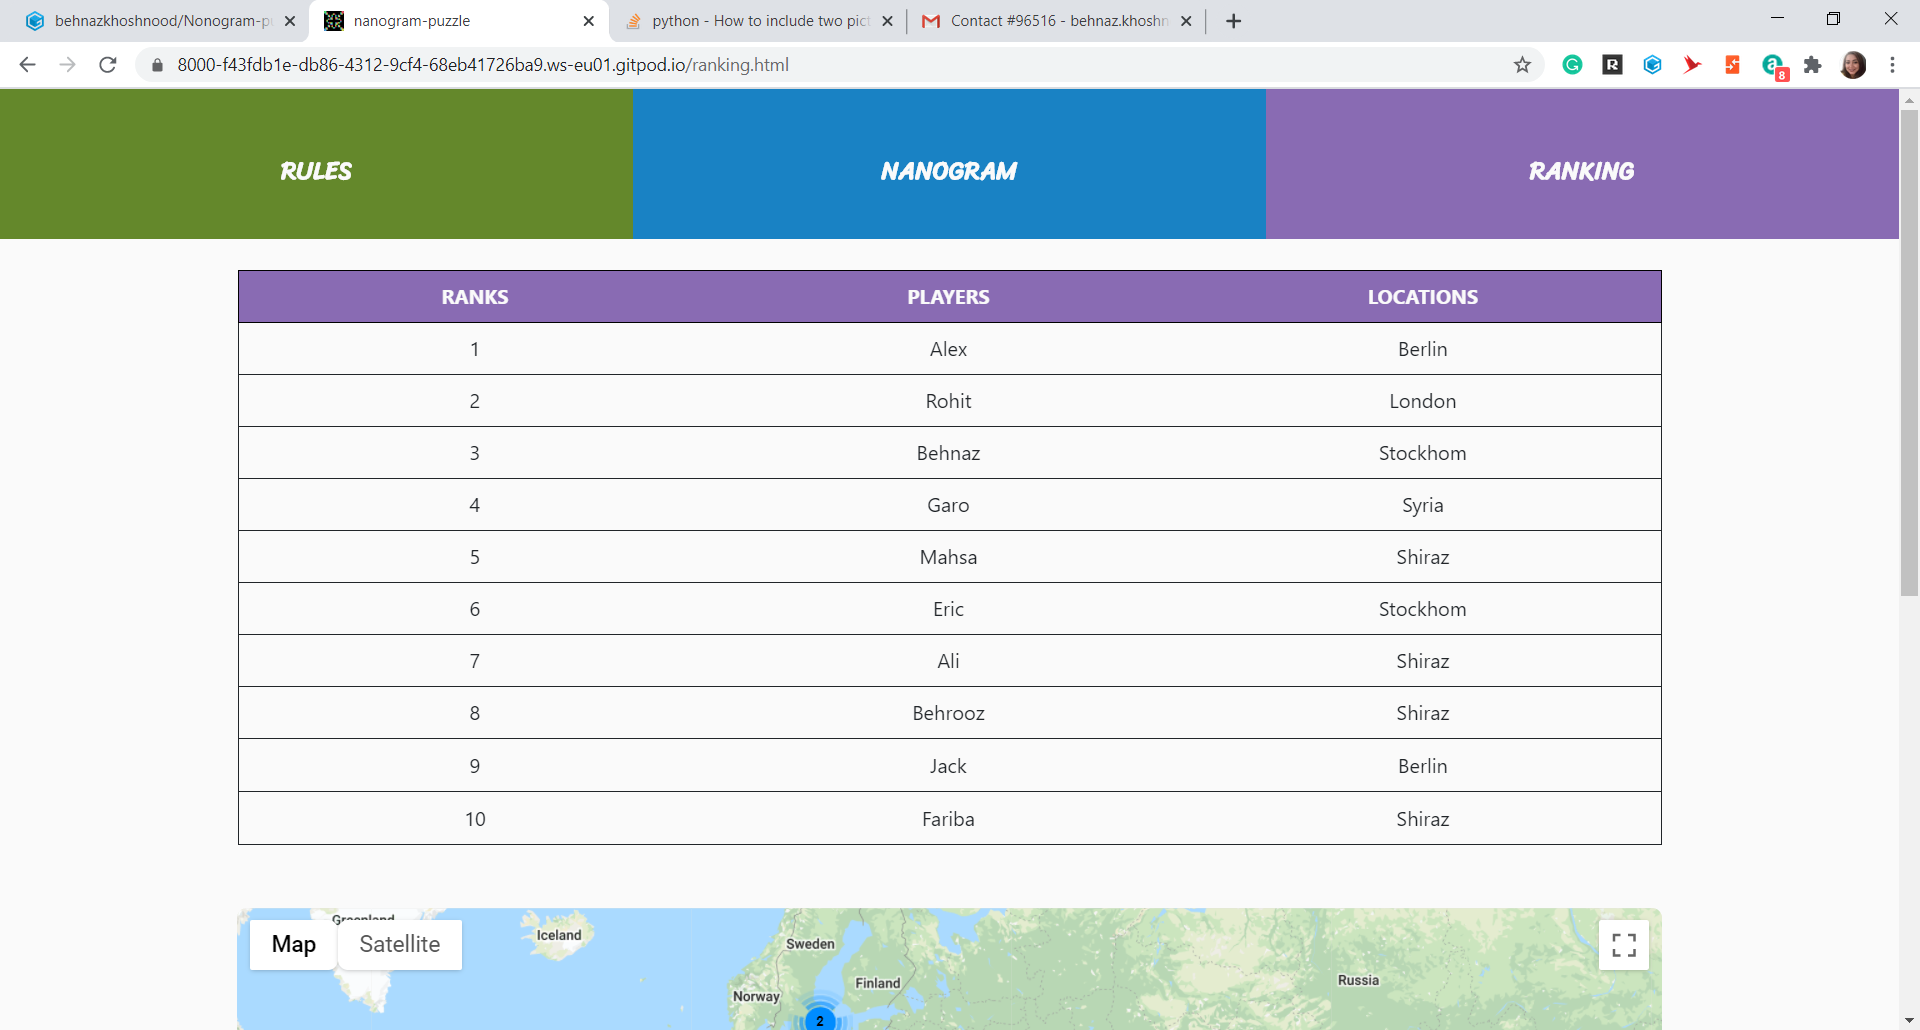 behnazkhoshnood/Nonogram-pu
nanogram-puzzle
python - How to include two pict
Contact #96516 - behnaz.khoshn
8000-f43fdb1e-db86-4312-9cf4-68eb41726ba9.ws-eu01.gitpod.io/ranking.html
8
RULES
NANOGRAM
RANKING
RANKS PLAYERS LOCATIONS
1 Alex Berlin
2 Rohit London
3 Behnaz Stockhom
4 Garo Syria
5 Mahsa Shiraz
6 Eric Stockhom
7 Ali Shiraz
8 Behrooz Shiraz
9 Jack Berlin
10 Fariba Shiraz
Greenland
Map Satellite
Iceland
Sweden
Finland
Norway
Russia
2